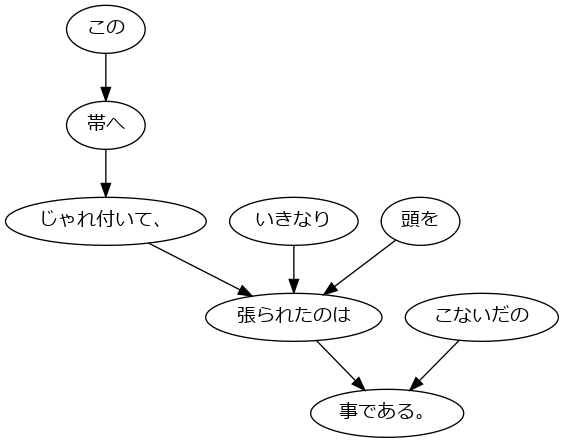 この
帯へ
じゃれ付いて、
いきなり
頭を
張られたのは
こないだの
事である。